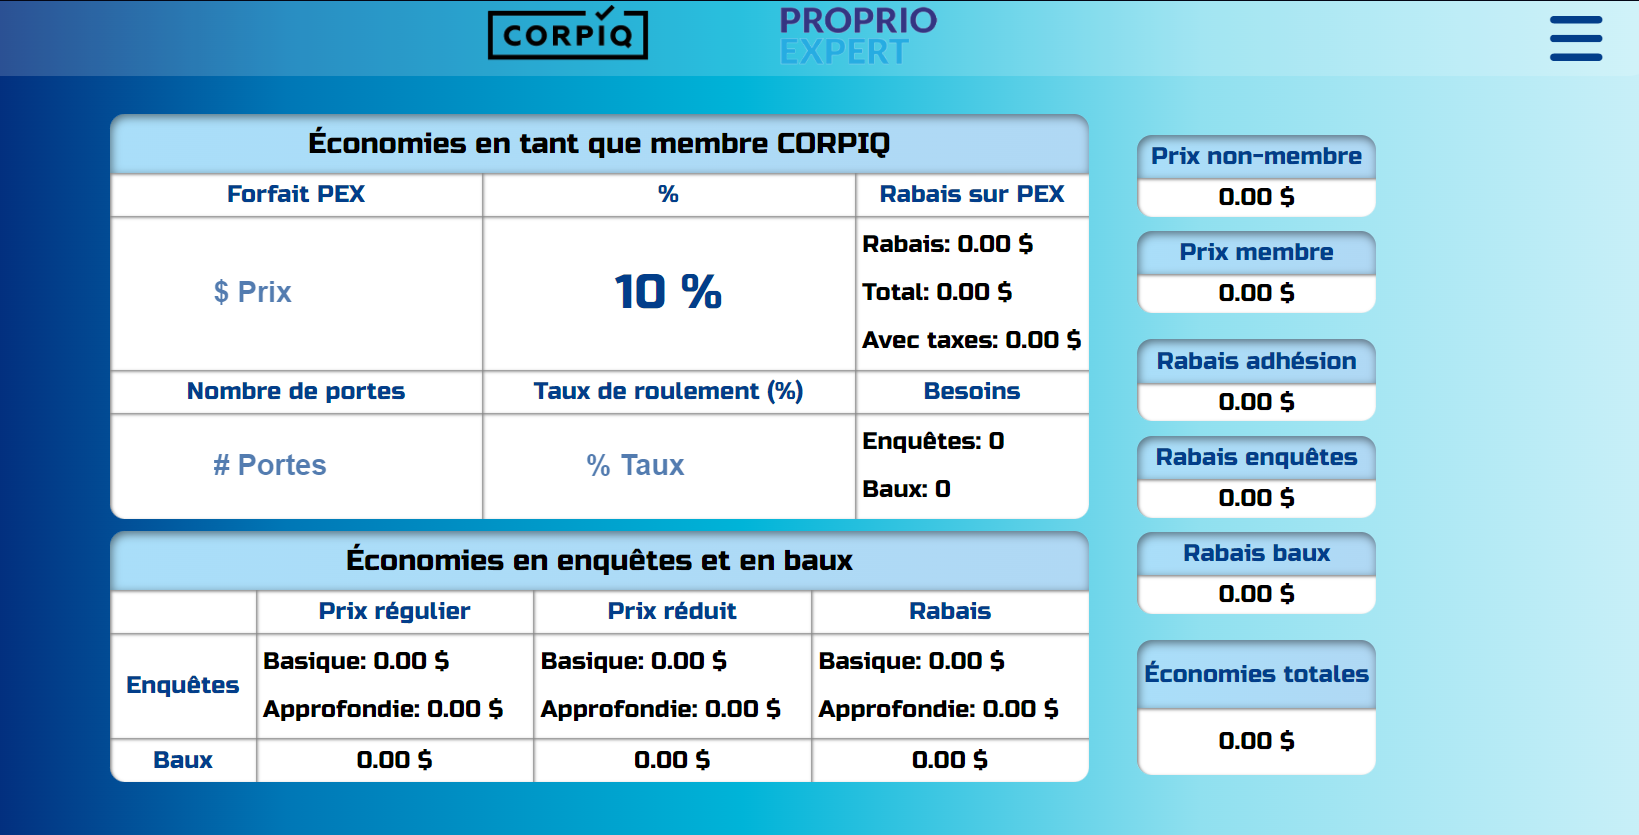 CORPIQ
PROPRIO
EXPERT
Économies en tant que membre CORPIQ
Forfait PEX
%
Rabais sur PEX
$ Prix
10 %
Rabais: 0.00 $
Total: 0.00 $
Avec taxes: 0.00 $
Nombre de portes
Taux de roulement (%)
Besoins
# Portes
% Taux
Enquêtes: 0
Baux: 0
Économies en enquêtes et en baux
Prix régulier
Prix réduit
Rabais
Enquêtes
Basique: 0.00 $
Approfondie: 0.00 $
Basique: 0.00 $
Approfondie: 0.00 $
Basique: 0.00 $
Approfondie: 0.00 $
Baux
0.00 $
0.00 $
0.00 $
Prix non-membre
0.00 $
Prix membre
0.00 $
Rabais adhésion
0.00 $
Rabais enquêtes
0.00 $
Rabais baux
0.00 $
Économies totales
0.00 $